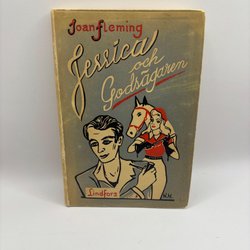 Joan Fleming
Jessica
och
Godsägaren
Lindfors